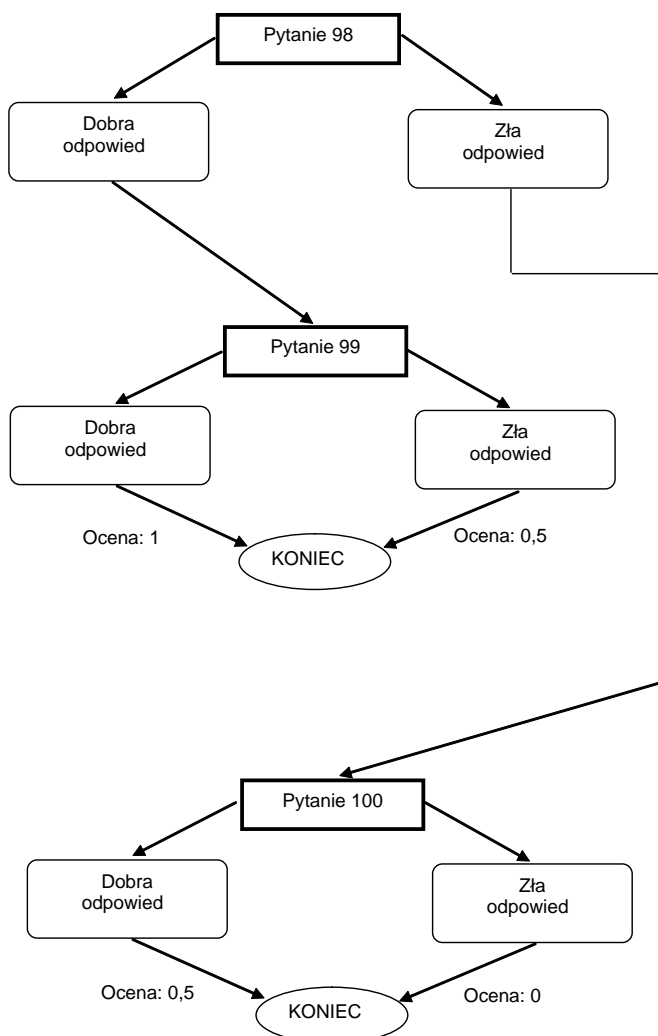 Pytanie 98
Dobra
odpowied
Zła
odpowied
Pytanie 99
Dobra
odpowied
Zła
odpowied
Ocena: 1
KONIEC
Ocena: 0,5
Pytanie 100
Dobra
odpowied
Zła
odpowied
Ocena: 0,5
KONIEC
Ocena: 0